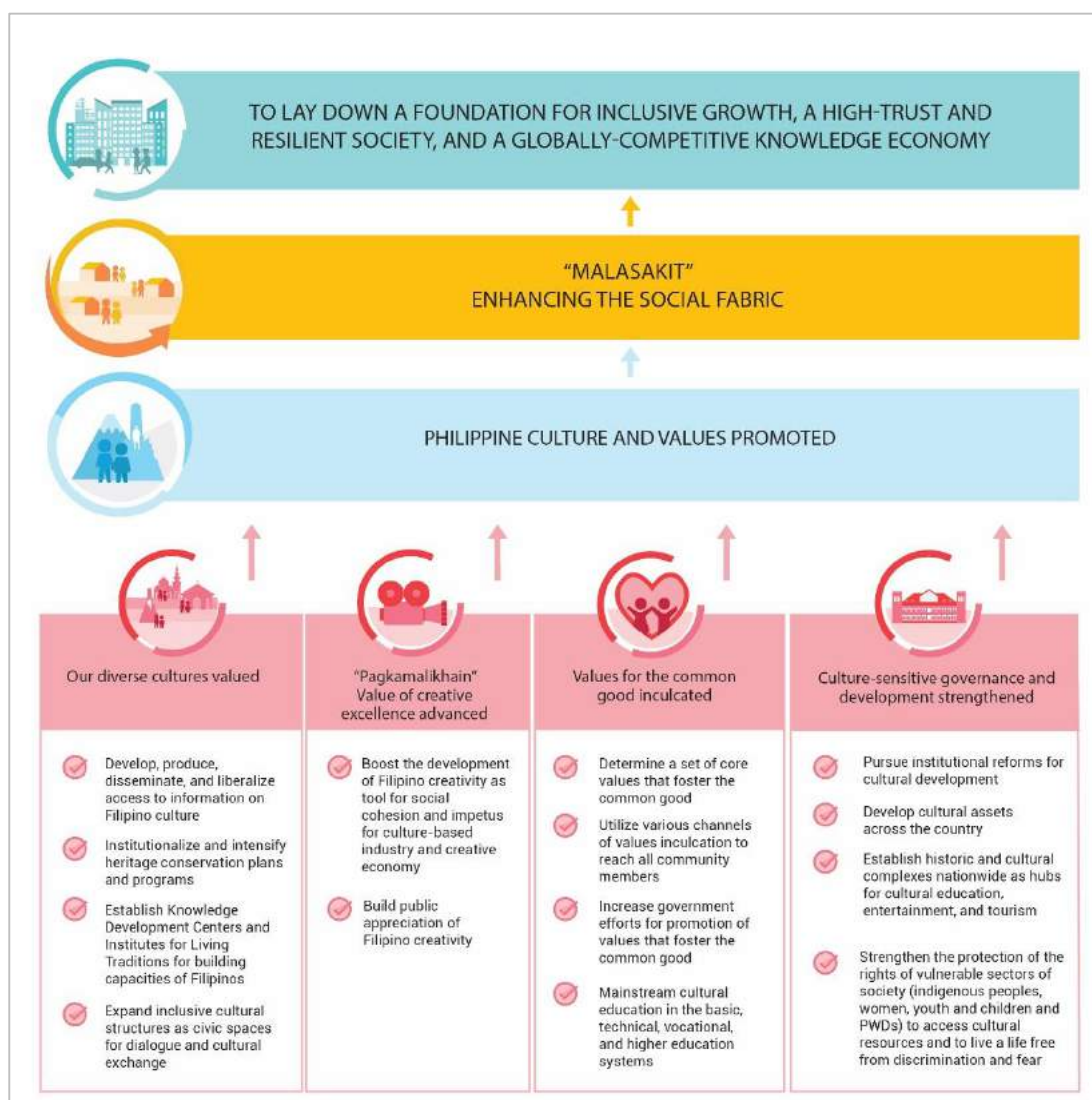 TO LAY DOWN A FOUNDATION FOR INCLUSIVE GROWTH, A HIGH-TRUST AND
RESILIENT SOCIETY, AND A GLOBALLY-COMPETITIVE KNOWLEDGE ECONOMY
“MALASAKIT”
ENHANCING THE SOCIAL FABRIC
PHILIPPINE CULTURE AND VALUES PROMOTED
Our diverse cultures valued
Develop, produce,
disseminate, and liberalize
access to information on
Filipino culture
Institutionalize and intensify
heritage conservation plans
and programs
Establish Knowledge
Development Centers and
Institutes for Living
Traditions for building
capacities of Filipinos
Expand inclusive cultural
structures as civic spaces
for dialogue and cultural
exchange
“Pagkamalikhain”
Value of creative
excellence advanced
Boost the development
of Filipino creativity as
tool for social
cohesion and impetus
for culture-based
industry and creative
economy
Build public
appreciation of
Filipino creativity
Values for the common
good inculcated
Determine a set of core
values that foster the
common good
Utilize various channels
of values inculcation to
reach all community
members
Increase government
efforts for promotion of
values that foster the
common good
Mainstream cultural
education in the basic,
technical, vocational,
and higher education
systems
Culture-sensitive governance and
development strengthened
Pursue institutional reforms for
cultural development
Develop cultural assets
across the country
Establish historic and cultural
complexes nationwide as hubs
for cultural education,
entertainment, and tourism
Strengthen the protection of the
rights of vulnerable sectors of
society (indigenous peoples,
women, youth and children and
PWDs) to access cultural
resources and to live a life free
from discrimination and fear